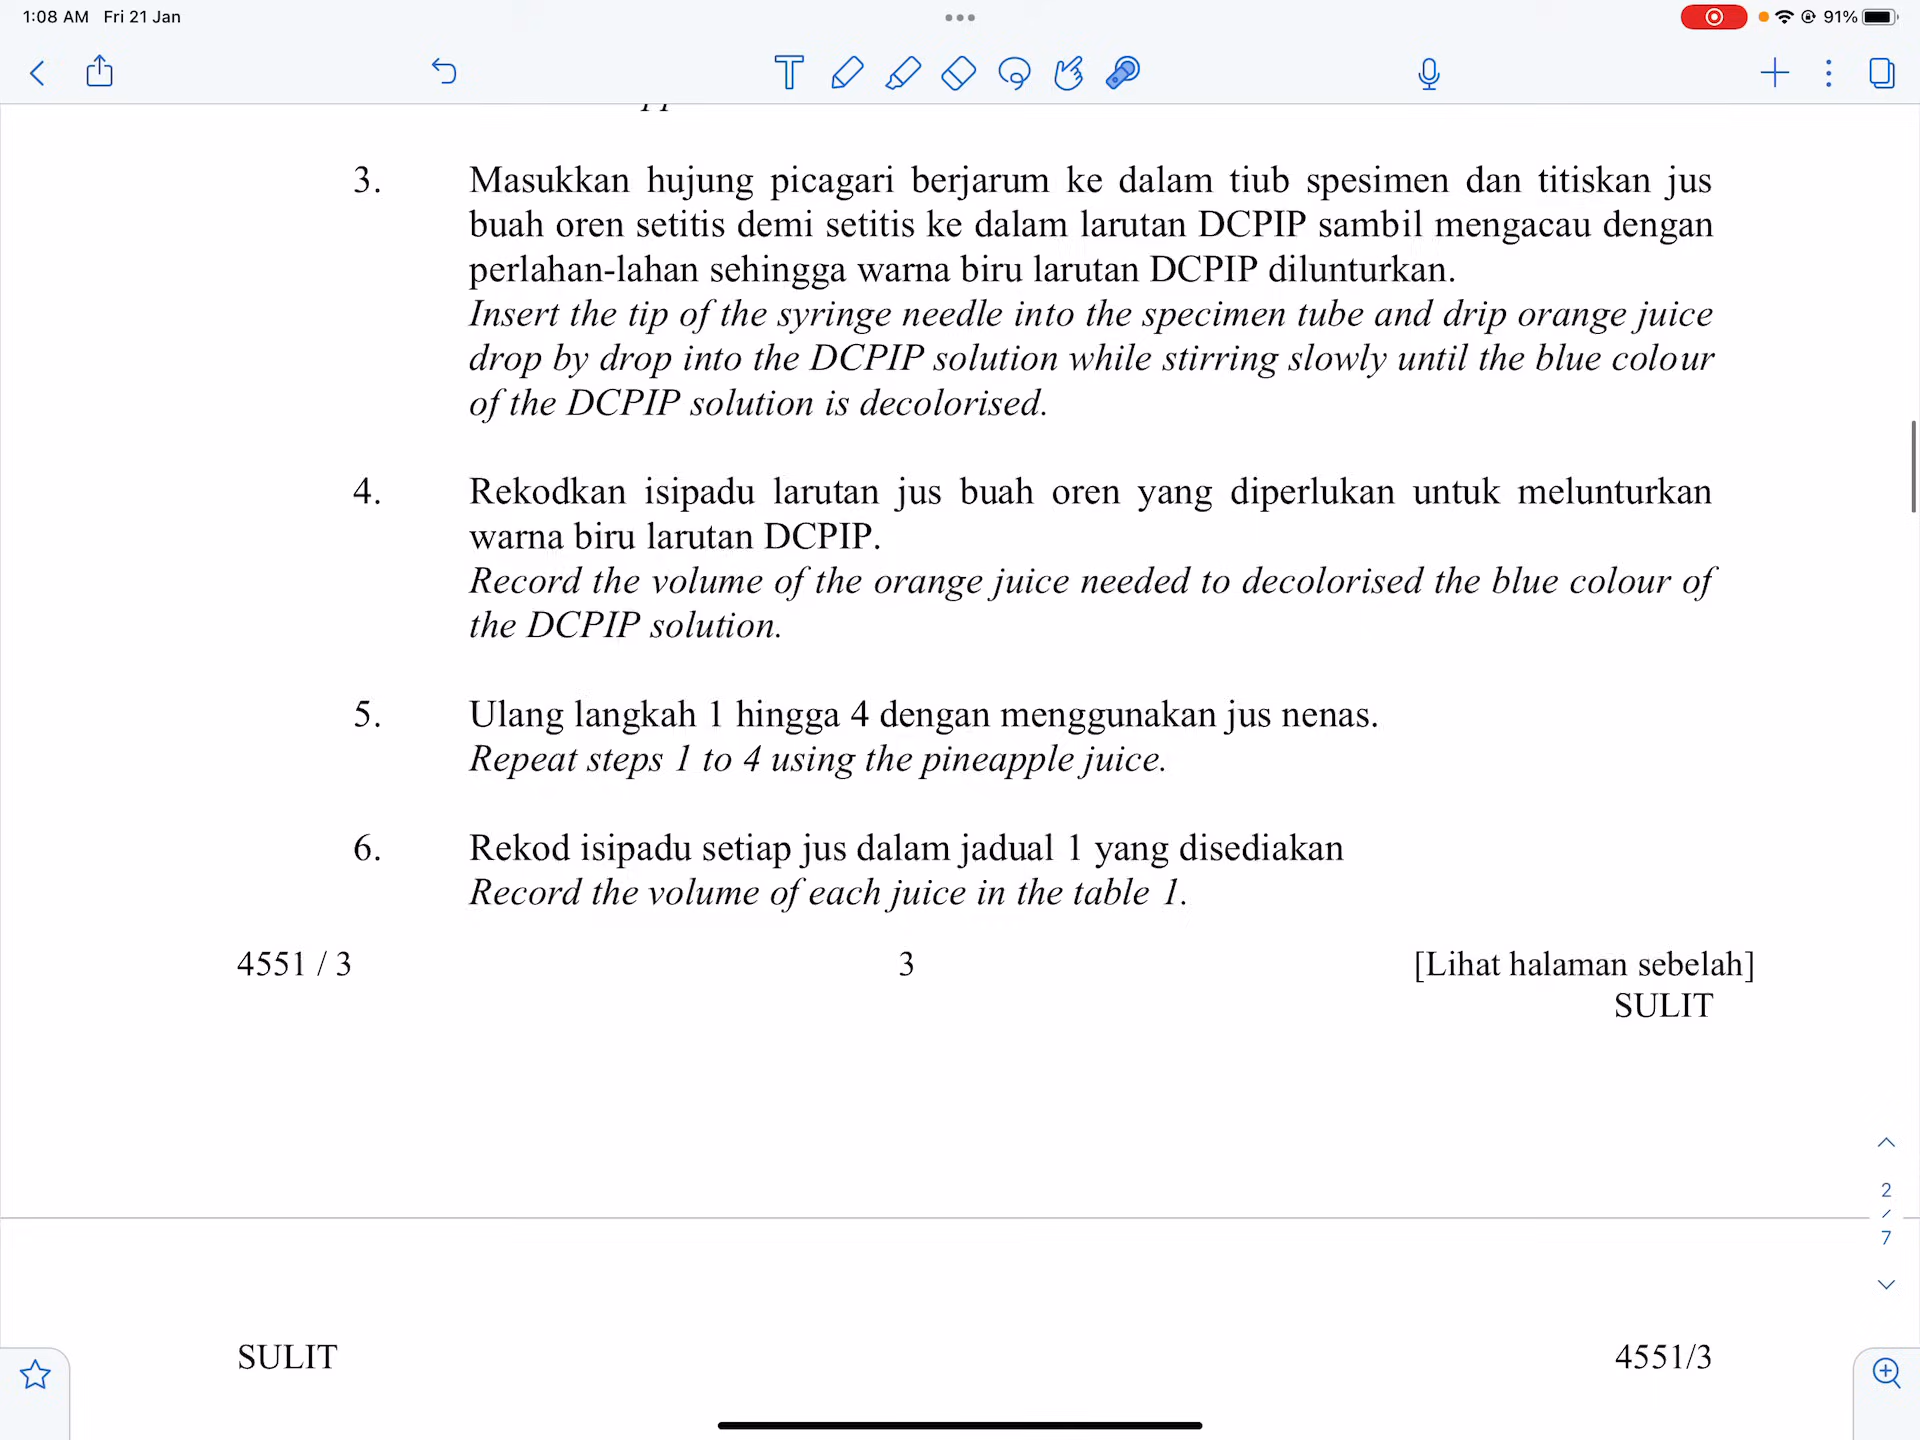 1:08 AM Fri 21 Jan
91%
3. Masukkan hujung picagari berjarum ke dalam tiub spesimen dan titiskan jus
buah oren setitis demi setitis ke dalam larutan DCPIP sambil mengacau dengan
perlahan-lahan sehingga warna biru larutan DCPIP dilunturkan.
Insert the tip of the syringe needle into the specimen tube and drip orange juice
drop by drop into the DCPIP solution while stirring slowly until the blue colour
of the DCPIP solution is decolorised.
4. Rekodkan isipadu larutan jus buah oren yang diperlukan untuk melunturkan
warna biru larutan DCPIP.
Record the volume of the orange juice needed to decolorised the blue colour of
the DCPIP solution.
5. Ulang langkah 1 hingga 4 dengan menggunakan jus nenas.
Repeat steps 1 to 4 using the pineapple juice.
6. Rekod isipadu setiap jus dalam jadual 1 yang disediakan
Record the volume of each juice in the table 1.
4551 / 3 3 [Lihat halaman sebelah]
SULIT
2
/
7
SULIT 4551/3